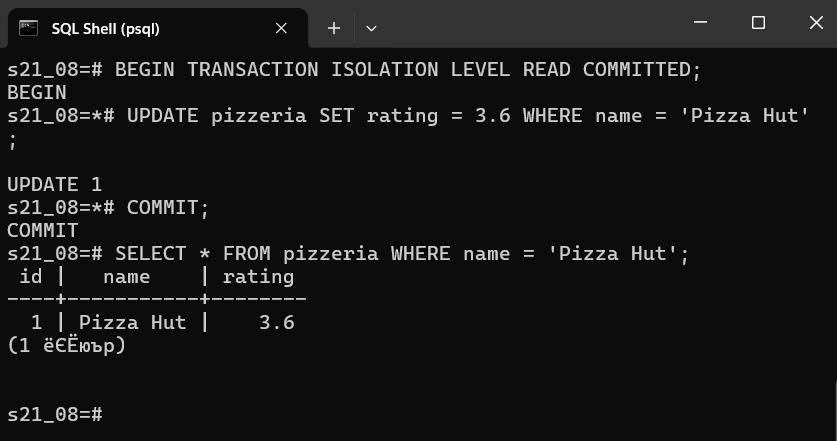 SQL Shell (psql)
s21_08=# BEGIN TRANSACTION ISOLATION LEVEL READ COMMITTED;
BEGIN
s21_08=*# UPDATE pizzeria SET rating = 3.6 WHERE name = 'Pizza Hut'
;
UPDATE 1
s21_08=*# COMMIT;
COMMIT
s21_08=# SELECT * FROM pizzeria WHERE name = 'Pizza Hut';
 id |   name    | rating
----+-----------+--------
  1 | Pizza Hut |    3.6
(1 ёЄЁюър)
s21_08=#